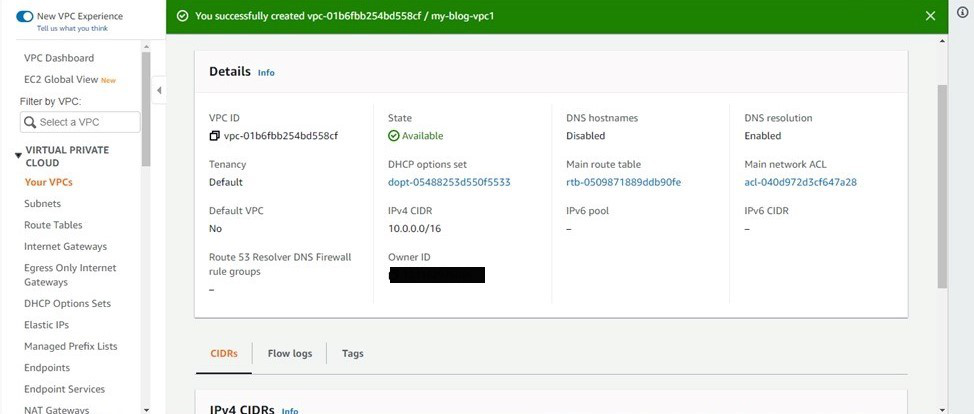 New VPC Experience
Tell us what you think
You successfully created vpc-01b6fbb254bd558cf / my-blog-vpc1
VPC Dashboard
EC2 Global View New
Filter by VPC:
Select a VPC
VIRTUAL PRIVATE
CLOUD
Your VPCs
Subnets
Route Tables
Internet Gateways
Egress Only Internet
Gateways
DHCP Options Sets
Elastic IPs
Managed Prefix Lists
Endpoints
Endpoint Services
NAT Gateways
Details Info
VPC ID
vpc-01b6fbb254bd558cf
State
Available
DNS hostnames
Disabled
DNS resolution
Enabled
Tenancy
Default
DHCP options set
dopt-05488253d550f5533
Main route table
rtb-0509871889ddb90fe
Main network ACL
acl-040d972d3cf647a28
Default VPC
No
IPv4 CIDR
10.0.0.0/16
IPv6 pool
–
IPv6 CIDR
–
Route 53 Resolver DNS Firewall
rule groups
–
Owner ID
CIDRs
Flow logs
Tags
IPv4 CIDRs Info